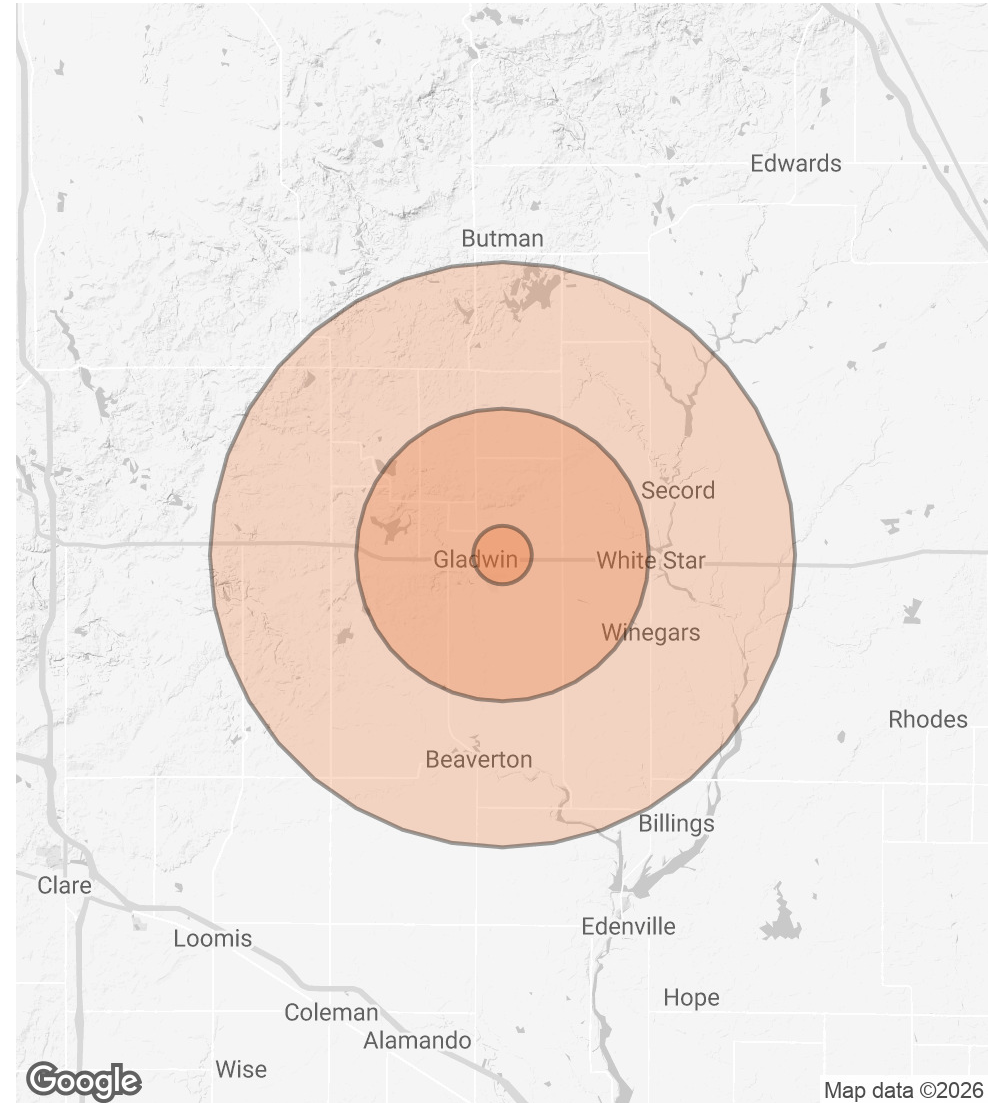 Edwards
Butman
Secord
Gladwin
White Star
Winegars
Rhodes
Beaverton
Billings
Clare
Edenville
Loomis
Hope
Coleman
Alamando
Wise
Google
Map data ©2026